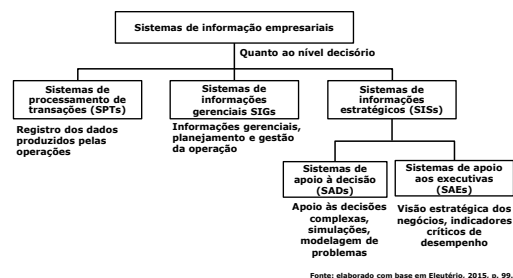 Sistemas de informação empresariais
Quanto ao nível decisório
Sistemas de
processamento de
transações (SPTs)
Registro dos dados
produzidos pelas
operações
Sistemas de
informações
gerenciais SIGs
Informações gerenciais,
planejamento e gestão
da operação
Sistemas de
informações
estratégicos (SISs)
Sistemas de
apoio à decisão
(SADs)
Apoio às decisões
complexas,
simulações,
modelagem de
problemas
Sistemas de apoio
aos executivas
(SAEs)
Visão estratégica dos
negócios, indicadores
críticos de
desempenho
Fonte: elaborado com base em Eleutério, 2015, p. 99.